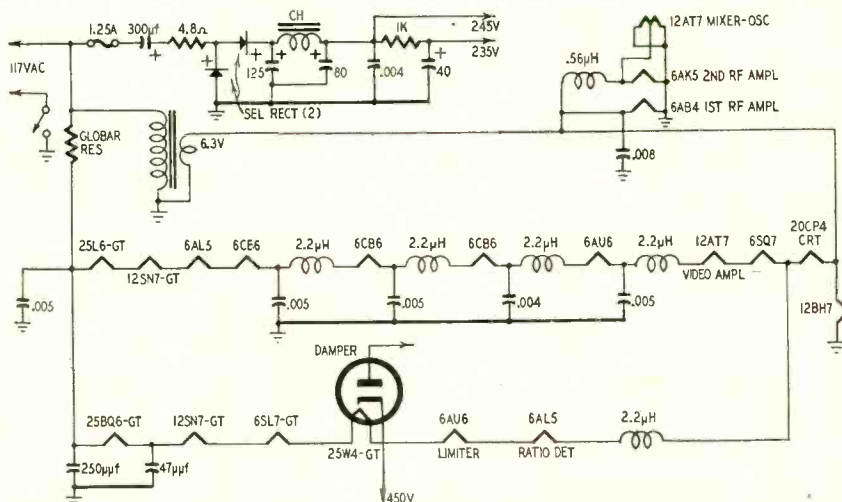 1.25A
300µf
4.8Ω
CH
1K
245V
235V
12AT7 MIXER-OSC
117VAC
+
+
+
+
+
125
80
.004
40
.56µH
6AK5 2ND RF AMPL
6AB4 1ST RF AMPL
SEL RECT (2)
GLOBAR
RES
6.3V
.008
25L6-GT
12SN7-GT
6AL5
6CE6
2.2µH
6CB6
2.2µH
6CB6
2.2µH
6AU6
2.2µH
12AT7
VIDEO AMPL
6SQ7
20CP4
CRT
.005
.005
.005
.004
.005
12BH7
DAMPER
25BQ6-GT
12SN7-GT
6SL7-GT
25W4-GT
6AU6
LIMITER
6AL5
RATIO DET
2.2µH
250µµf
47µµf
450V